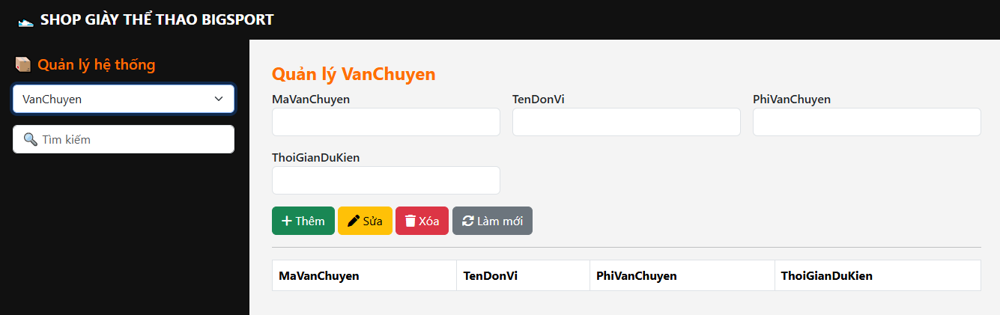 SHOP GIÀY THỂ THAO BIGSPORT
Quản lý hệ thống
VanChuyen
Tìm kiếm
Quản lý VanChuyen
MaVanChuyen TenDonVi PhiVanChuyen
ThoiGianDuKien
Thêm Sửa Xóa Làm mới
MaVanChuyen TenDonVi PhiVanChuyen ThoiGianDuKien